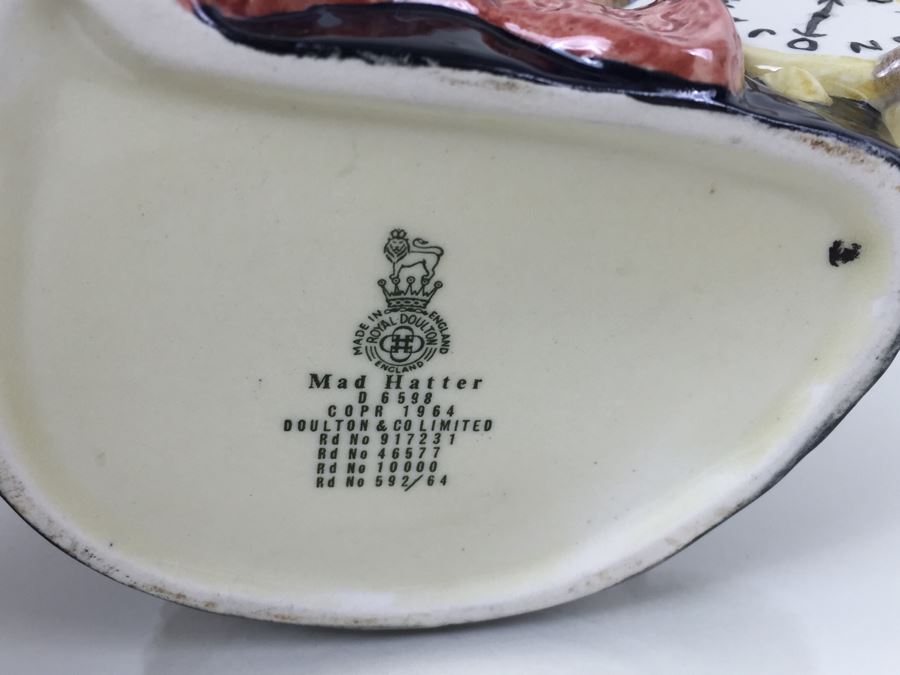 MADE IN ENGLAND
ROYAL DOULTON
ENGLAND
Mad Hatter
D 6598
COPR 1964
DOULTON & CO LIMITED
Rd No 917231
Rd No 46577
Rd No 10000
Rd No 592/64